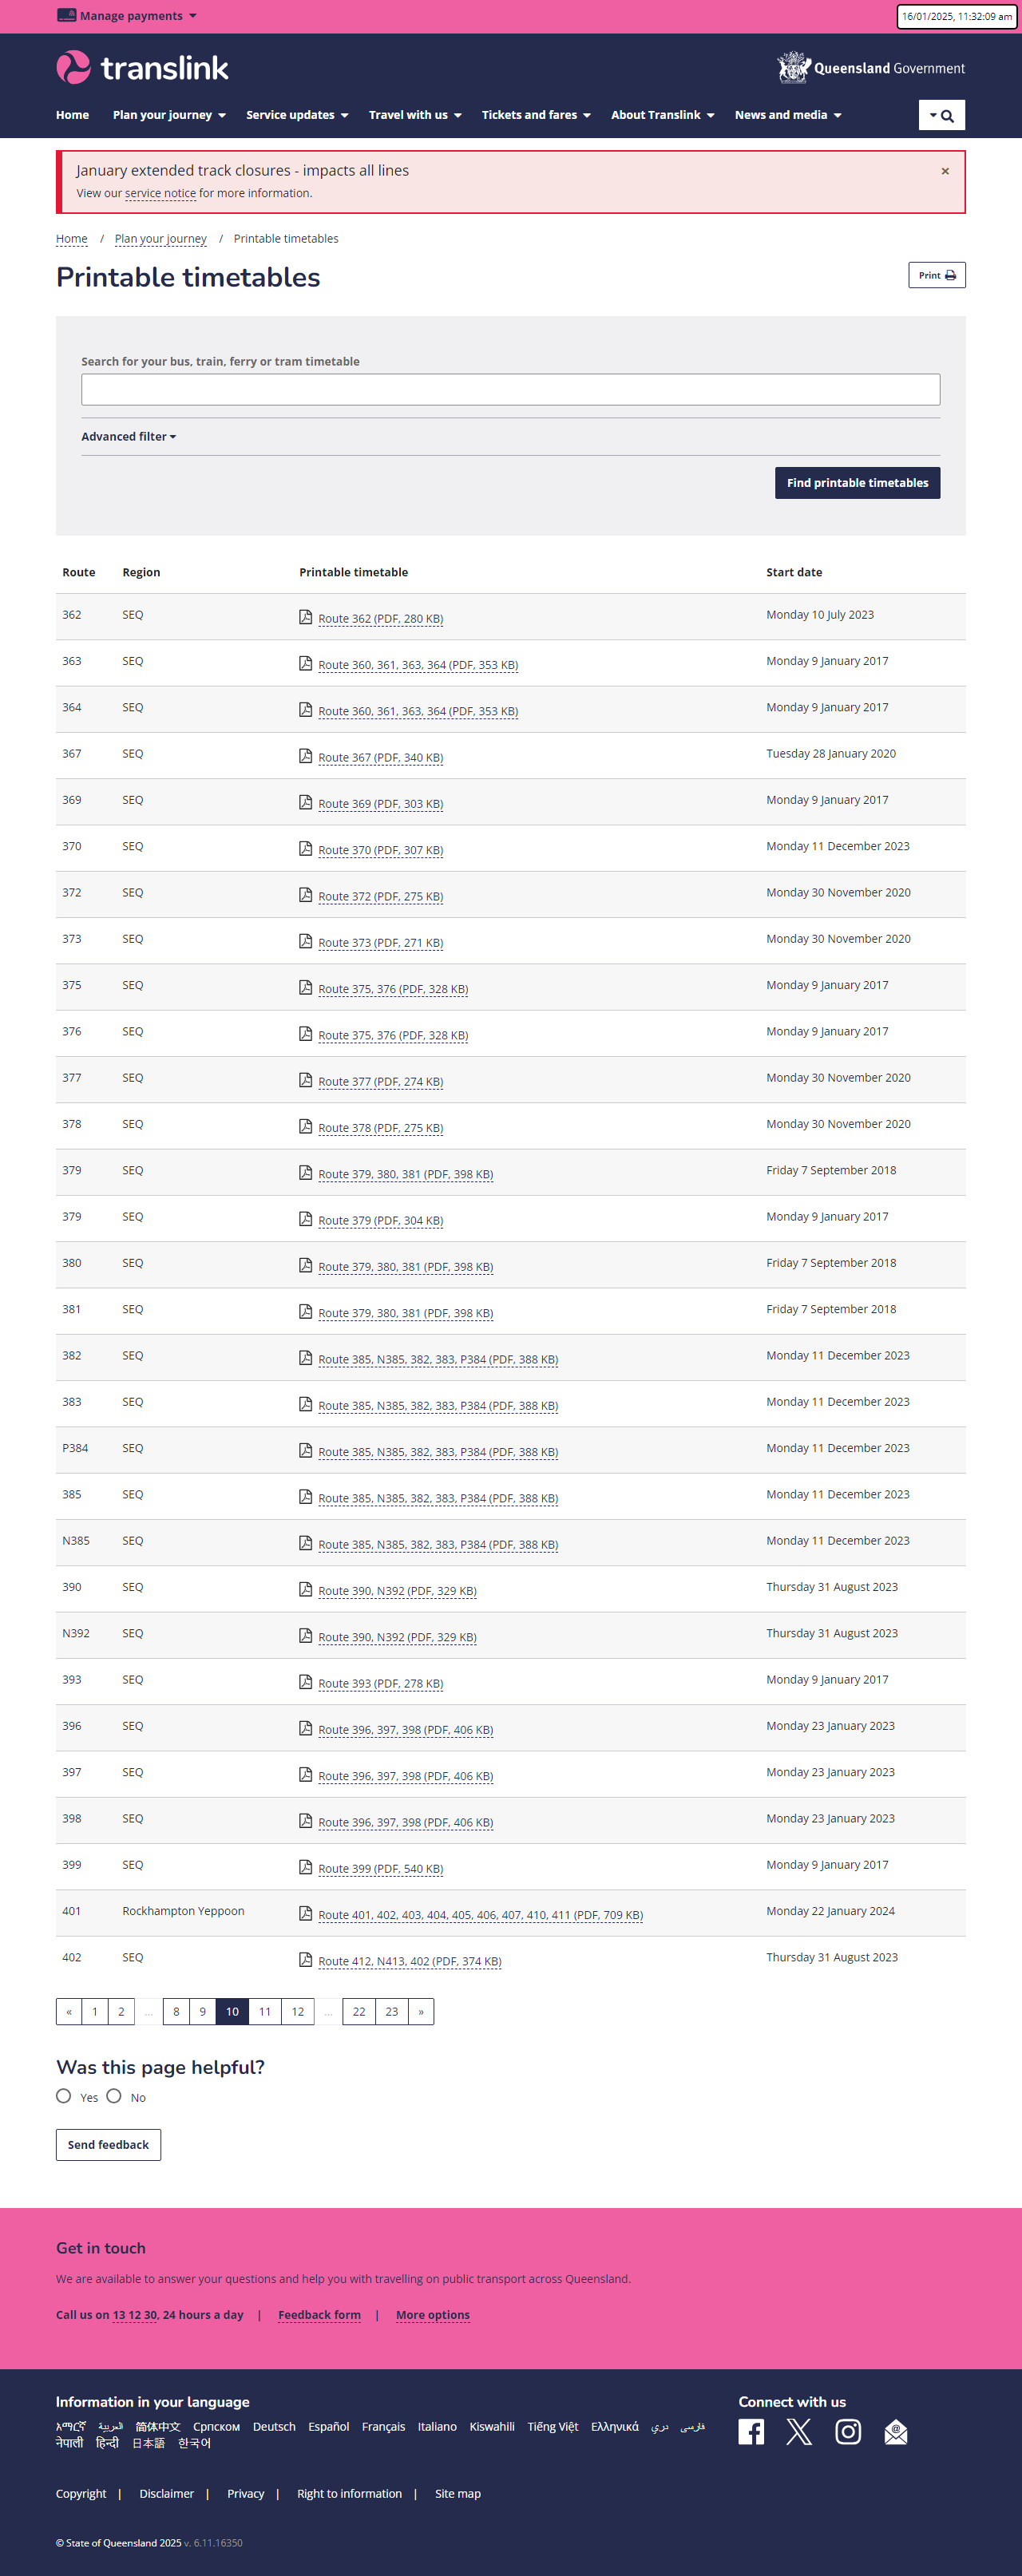 Manage payments
16/01/2025, 11:32:09 am
translink
Queensland Government
Home Plan your journey Service updates Travel with us Tickets and fares About Translink News and media
January extended track closures - impacts all lines ×
View our service notice for more information.
Home / Plan your journey / Printable timetables
Printable timetables
Print
Search for your bus, train, ferry or tram timetable
Advanced filter
Find printable timetables
Route Region Printable timetable Start date
362 SEQ Route 362 (PDF, 280 KB) Monday 10 July 2023
363 SEQ Route 360, 361, 363, 364 (PDF, 353 KB) Monday 9 January 2017
364 SEQ Route 360, 361, 363, 364 (PDF, 353 KB) Monday 9 January 2017
367 SEQ Route 367 (PDF, 340 KB) Tuesday 28 January 2020
369 SEQ Route 369 (PDF, 303 KB) Monday 9 January 2017
370 SEQ Route 370 (PDF, 307 KB) Monday 11 December 2023
372 SEQ Route 372 (PDF, 275 KB) Monday 30 November 2020
373 SEQ Route 373 (PDF, 271 KB) Monday 30 November 2020
375 SEQ Route 375, 376 (PDF, 328 KB) Monday 9 January 2017
376 SEQ Route 375, 376 (PDF, 328 KB) Monday 9 January 2017
377 SEQ Route 377 (PDF, 274 KB) Monday 30 November 2020
378 SEQ Route 378 (PDF, 275 KB) Monday 30 November 2020
379 SEQ Route 379, 380, 381 (PDF, 398 KB) Friday 7 September 2018
379 SEQ Route 379 (PDF, 304 KB) Monday 9 January 2017
380 SEQ Route 379, 380, 381 (PDF, 398 KB) Friday 7 September 2018
381 SEQ Route 379, 380, 381 (PDF, 398 KB) Friday 7 September 2018
382 SEQ Route 385, N385, 382, 383, P384 (PDF, 388 KB) Monday 11 December 2023
383 SEQ Route 385, N385, 382, 383, P384 (PDF, 388 KB) Monday 11 December 2023
P384 SEQ Route 385, N385, 382, 383, P384 (PDF, 388 KB) Monday 11 December 2023
385 SEQ Route 385, N385, 382, 383, P384 (PDF, 388 KB) Monday 11 December 2023
N385 SEQ Route 385, N385, 382, 383, P384 (PDF, 388 KB) Monday 11 December 2023
390 SEQ Route 390, N392 (PDF, 329 KB) Thursday 31 August 2023
N392 SEQ Route 390, N392 (PDF, 329 KB) Thursday 31 August 2023
393 SEQ Route 393 (PDF, 278 KB) Monday 9 January 2017
396 SEQ Route 396, 397, 398 (PDF, 406 KB) Monday 23 January 2023
397 SEQ Route 396, 397, 398 (PDF, 406 KB) Monday 23 January 2023
398 SEQ Route 396, 397, 398 (PDF, 406 KB) Monday 23 January 2023
399 SEQ Route 399 (PDF, 540 KB) Monday 9 January 2017
401 Rockhampton Yeppoon Route 401, 402, 403, 404, 405, 406, 407, 410, 411 (PDF, 709 KB) Monday 22 January 2024
402 SEQ Route 412, N413, 402 (PDF, 374 KB) Thursday 31 August 2023
« 1 2 ... 8 9 10 11 12 ... 22 23 »
Was this page helpful?
Yes No
Send feedback
Get in touch
We are available to answer your questions and help you with travelling on public transport across Queensland.
Call us on 13 12 30, 24 hours a day | Feedback form | More options
Information in your language
አማርኛ العربية 简体中文 Српском Deutsch Español Français Italiano Kiswahili Tiếng Việt Ελληνικά دري فارسی
नेपाली हिन्दी 日本語 한국어
Connect with us
Copyright | Disclaimer | Privacy | Right to information | Site map
© State of Queensland 2025 v. 6.11.16350